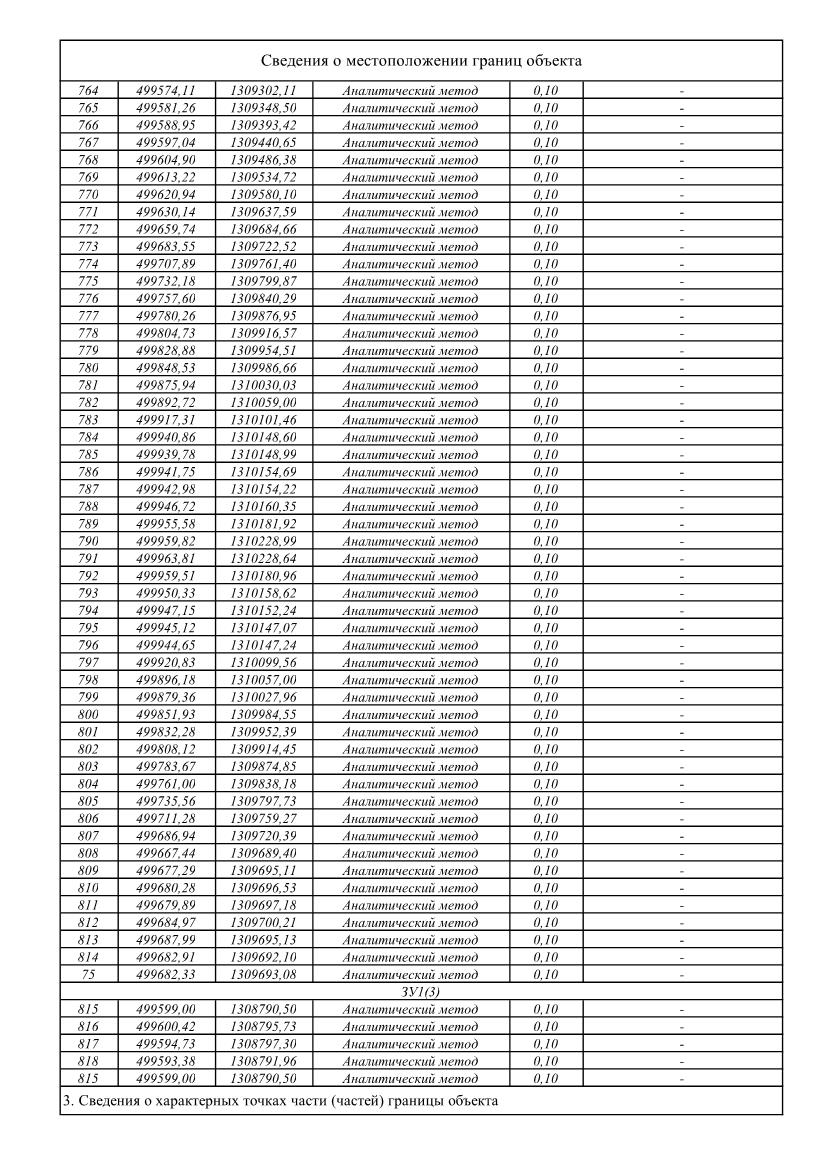 Сведения о местоположении границ объекта
764 499574,11 1309302,11 Аналитический метод 0,10 -
765 499581,26 1309348,50 Аналитический метод 0,10 -
766 499588,95 1309393,42 Аналитический метод 0,10 -
767 499597,04 1309440,65 Аналитический метод 0,10 -
768 499604,90 1309486,38 Аналитический метод 0,10 -
769 499613,22 1309534,72 Аналитический метод 0,10 -
770 499620,94 1309580,10 Аналитический метод 0,10 -
771 499630,14 1309637,59 Аналитический метод 0,10 -
772 499659,74 1309684,66 Аналитический метод 0,10 -
773 499683,55 1309722,52 Аналитический метод 0,10 -
774 499707,89 1309761,40 Аналитический метод 0,10 -
775 499732,18 1309799,87 Аналитический метод 0,10 -
776 499757,60 1309840,29 Аналитический метод 0,10 -
777 499780,26 1309876,95 Аналитический метод 0,10 -
778 499804,73 1309916,57 Аналитический метод 0,10 -
779 499828,88 1309954,51 Аналитический метод 0,10 -
780 499848,53 1309986,66 Аналитический метод 0,10 -
781 499875,94 1310030,03 Аналитический метод 0,10 -
782 499892,72 1310059,00 Аналитический метод 0,10 -
783 499917,31 1310101,46 Аналитический метод 0,10 -
784 499940,86 1310148,60 Аналитический метод 0,10 -
785 499939,78 1310148,99 Аналитический метод 0,10 -
786 499941,75 1310154,69 Аналитический метод 0,10 -
787 499942,98 1310154,22 Аналитический метод 0,10 -
788 499946,72 1310160,35 Аналитический метод 0,10 -
789 499955,58 1310181,92 Аналитический метод 0,10 -
790 499959,82 1310228,99 Аналитический метод 0,10 -
791 499963,81 1310228,64 Аналитический метод 0,10 -
792 499959,51 1310180,96 Аналитический метод 0,10 -
793 499950,33 1310158,62 Аналитический метод 0,10 -
794 499947,15 1310152,24 Аналитический метод 0,10 -
795 499945,12 1310147,07 Аналитический метод 0,10 -
796 499944,65 1310147,24 Аналитический метод 0,10 -
797 499920,83 1310099,56 Аналитический метод 0,10 -
798 499896,18 1310057,00 Аналитический метод 0,10 -
799 499879,36 1310027,96 Аналитический метод 0,10 -
800 499851,93 1309984,55 Аналитический метод 0,10 -
801 499832,28 1309952,39 Аналитический метод 0,10 -
802 499808,12 1309914,45 Аналитический метод 0,10 -
803 499783,67 1309874,85 Аналитический метод 0,10 -
804 499761,00 1309838,18 Аналитический метод 0,10 -
805 499735,56 1309797,73 Аналитический метод 0,10 -
806 499711,28 1309759,27 Аналитический метод 0,10 -
807 499686,94 1309720,39 Аналитический метод 0,10 -
808 499667,44 1309689,40 Аналитический метод 0,10 -
809 499677,29 1309695,11 Аналитический метод 0,10 -
810 499680,28 1309696,53 Аналитический метод 0,10 -
811 499679,89 1309697,18 Аналитический метод 0,10 -
812 499684,97 1309700,21 Аналитический метод 0,10 -
813 499687,99 1309695,13 Аналитический метод 0,10 -
814 499682,91 1309692,10 Аналитический метод 0,10 -
75 499682,33 1309693,08 Аналитический метод 0,10 -
ЗУ1(3)
815 499599,00 1308790,50 Аналитический метод 0,10 -
816 499600,42 1308795,73 Аналитический метод 0,10 -
817 499594,73 1308797,30 Аналитический метод 0,10 -
818 499593,38 1308791,96 Аналитический метод 0,10 -
815 499599,00 1308790,50 Аналитический метод 0,10 -
3. Сведения о характерных точках части (частей) границы объекта